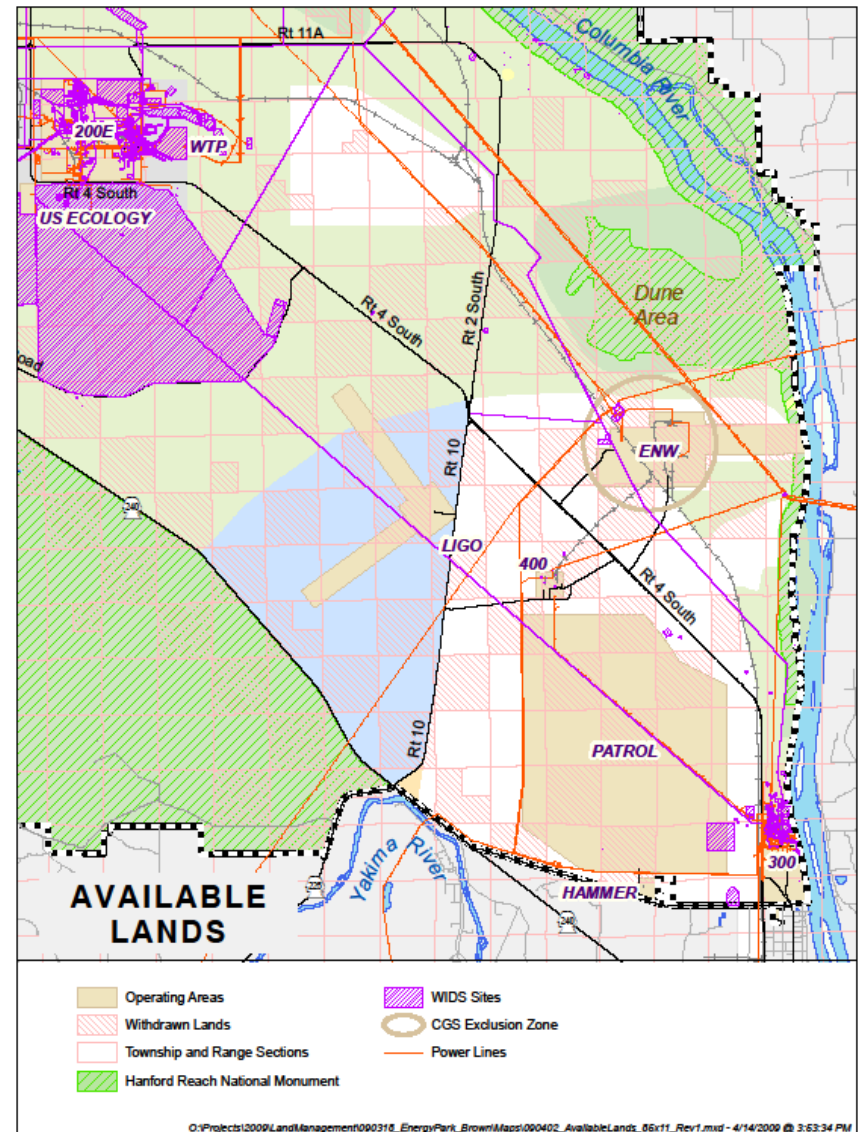 Rt 11A
Columbia River
200E
WTP
Rt 4 South
US ECOLOGY
Dune
Area
Rt 4 South
Rt 2 South
oad
ENW
Rt 10
240
LIGO
400
Rt 4 South
Rt 10
PATROL
300
Yakima River
HAMMER
240
AVAILABLE
LANDS
Operating Areas
WIDS Sites
Withdrawn Lands
CGS Exclusion Zone
Township and Range Sections
Power Lines
Hanford Reach National Monument
O:\Projects\2009\LandManagement\090316_EnergyPark_Brown\Maps\090402_AvailableLands_85x11_Rev1.mxd - 4/14/2009 @ 3:53:34 PM